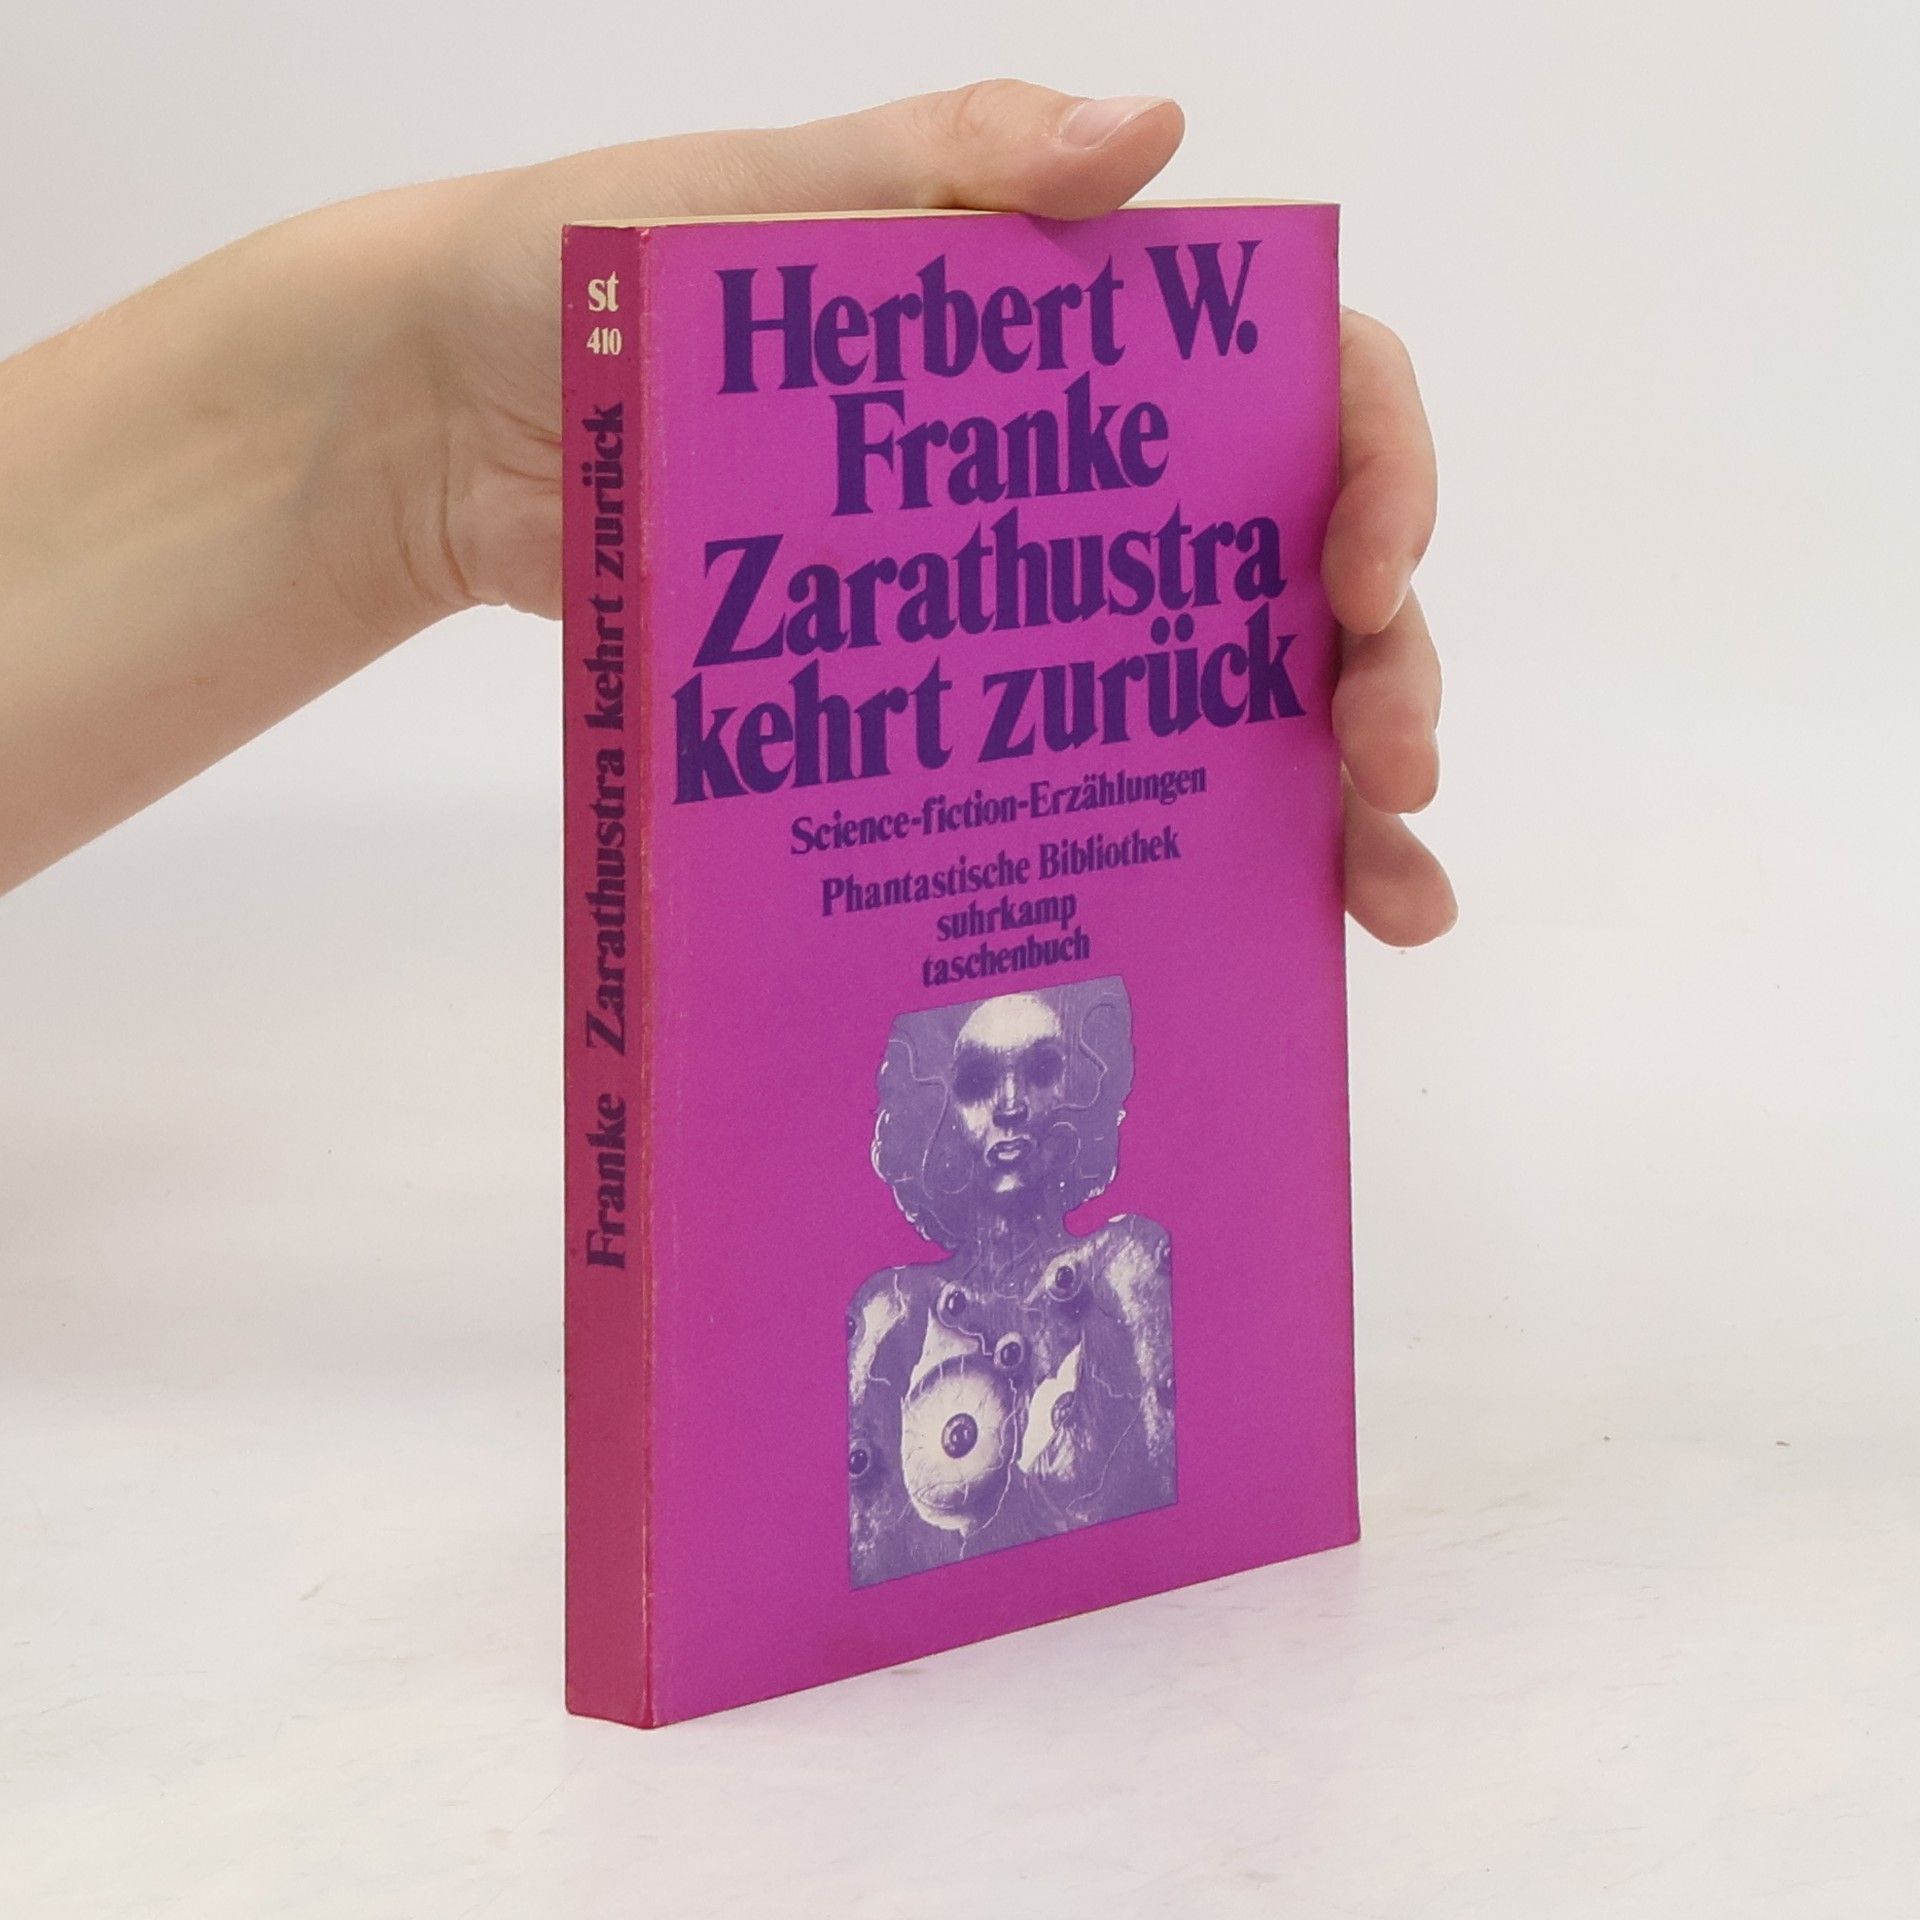 st
410
Franke Zarathustra kehrt zurück
Herbert W.
Franke
Zarathustra
kehrt zurück
Science-fiction-Erzählungen
Phantastische Bibliothek
suhrkamp
taschenbuch